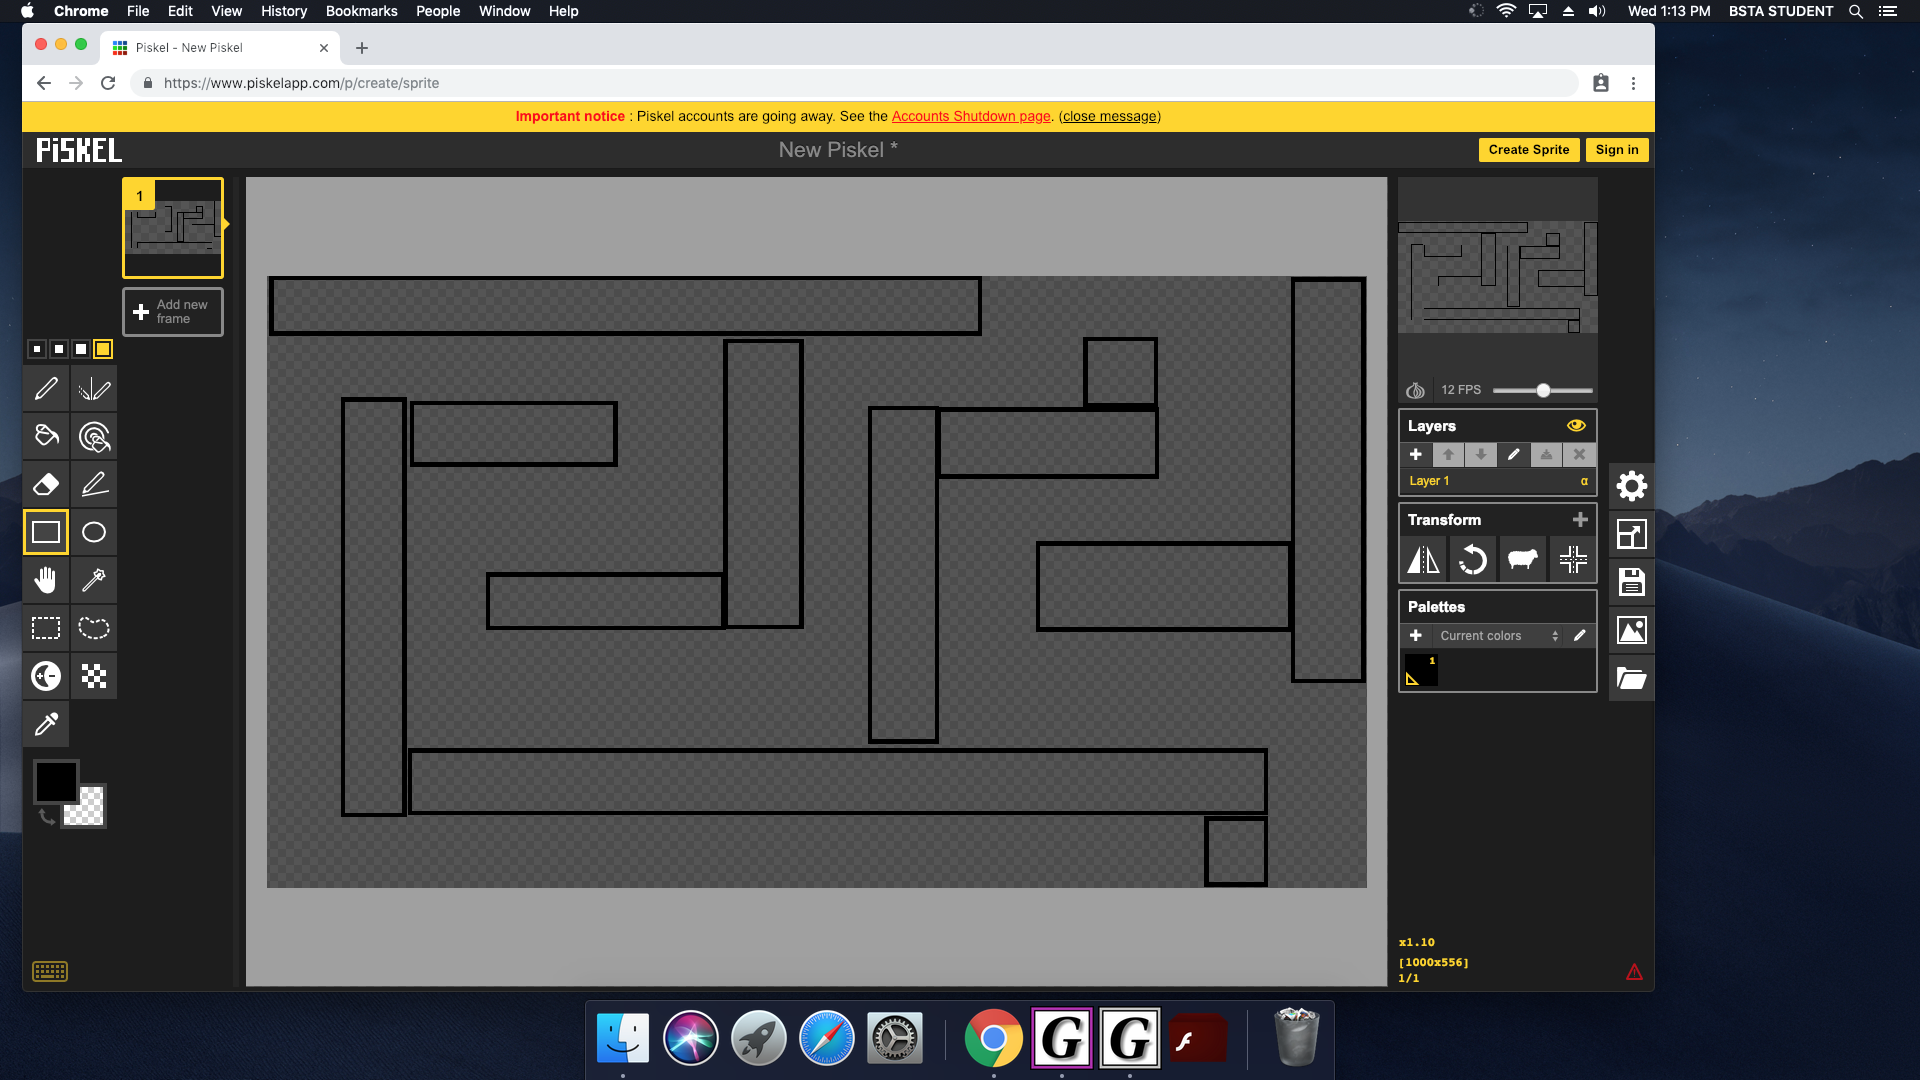 Chrome File Edit View History Bookmarks People Window Help Wed 1:13 PM BSTA STUDENT
Piskel - New Piskel
https://www.piskelapp.com/p/create/sprite
Important notice : Piskel accounts are going away. See the Accounts Shutdown page. (close message)
PiSKEL
New Piskel *
Create Sprite Sign in
1
Add new
frame
12 FPS
Layers
Layer 1 α
Transform
Palettes
Current colors
1
x1.10
[1000x556]
1/1
G G